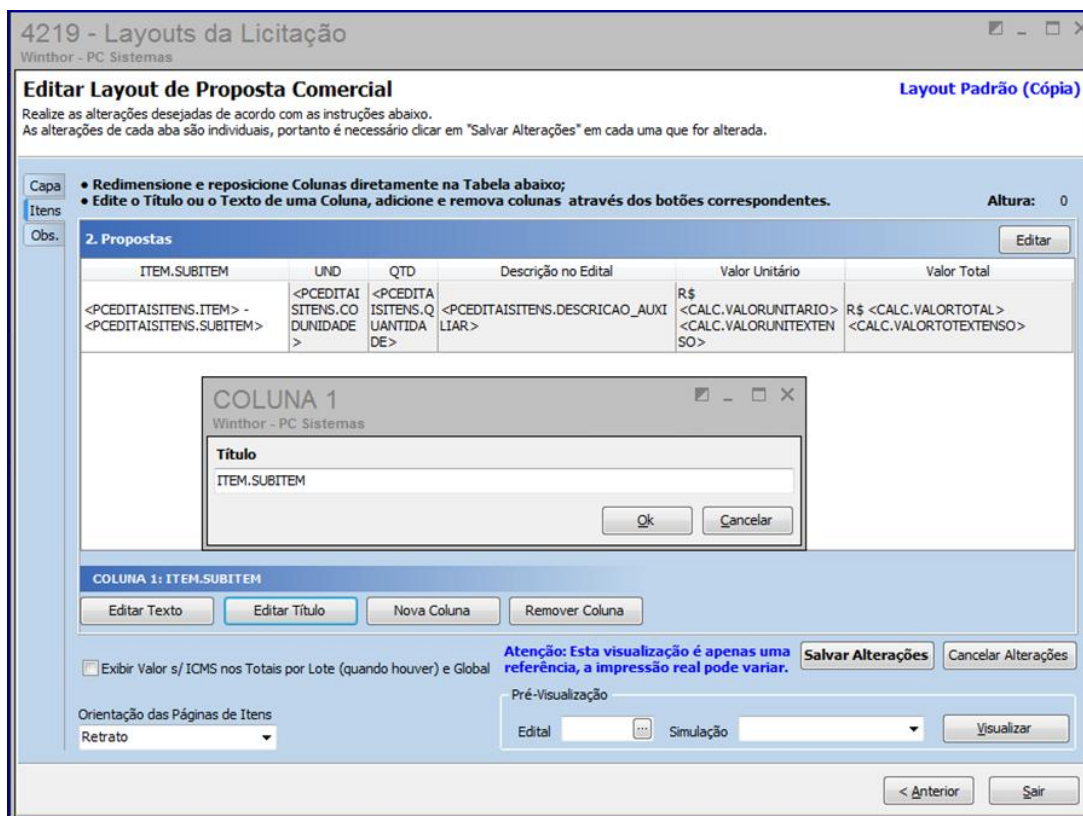 4219 - Layouts da Licitação
Winthor - PC Sistemas
Editar Layout de Proposta Comercial
Layout Padrão (Cópia)
Realize as alterações desejadas de acordo com as instruções abaixo.
As alterações de cada aba são individuais, portanto é necessário clicar em "Salvar Alterações" em cada uma que for alterada.
Capa
Itens
Obs.
• Redimensione e reposicione Colunas diretamente na Tabela abaixo;
• Edite o Título ou o Texto de uma Coluna, adicione e remova colunas através dos botões correspondentes.
Altura: 0
2. Propostas
Editar
ITEM.SUBITEM UND QTD Descrição no Edital Valor Unitário Valor Total
<PCEDITAISITENS.ITEM> -
<PCEDITAISITENS.SUBITEM>
<PCEDITAI
SITENS.CO
DUNIDADE
>
<PCEDITA
ISITENS.Q
UANTIDA
DE>
<PCEDITAISITENS.DESCRICAO_AUXI
LIAR>
R$
<CALC.VALORUNITARIO>
<CALC.VALORUNITEXTEN
SO>
R$ <CALC.VALORTOTAL>
<CALC.VALORTOTEXTENSO>
COLUNA 1
Winthor - PC Sistemas
Título
ITEM.SUBITEM
Ok
Cancelar
COLUNA 1: ITEM.SUBITEM
Editar Texto
Editar Título
Nova Coluna
Remover Coluna
Exibir Valor s/ ICMS nos Totais por Lote (quando houver) e Global
Atenção: Esta visualização é apenas uma
referência, a impressão real pode variar.
Salvar Alterações
Cancelar Alterações
Orientação das Páginas de Itens
Retrato
Pré-Visualização
Edital
...
Simulação
Visualizar
< Anterior
Sair